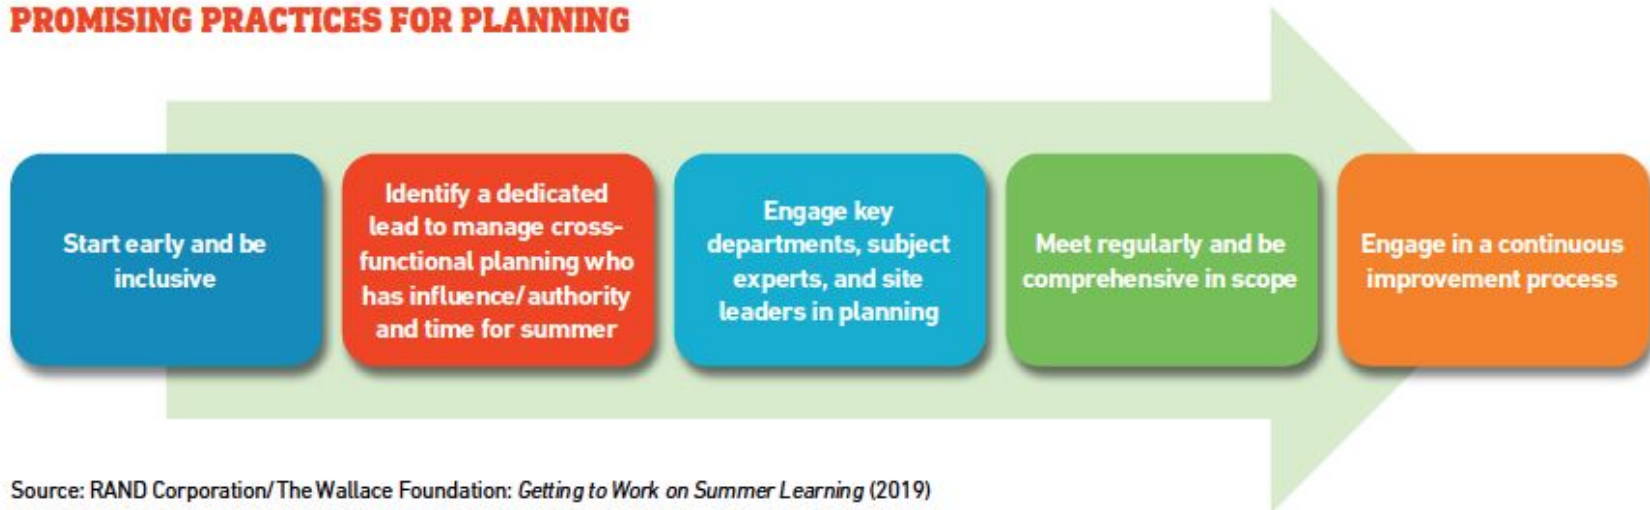 PROMISING PRACTICES FOR PLANNING
Start early and be
inclusive
Identify a dedicated
lead to manage cross-
functional planning who
has influence/authority
and time for summer
Engage key
departments, subject
experts, and site
leaders in planning
Meet regularly and be
comprehensive in scope
Engage in a continuous
improvement process
Source: RAND Corporation/The Wallace Foundation: Getting to Work on Summer Learning (2019)